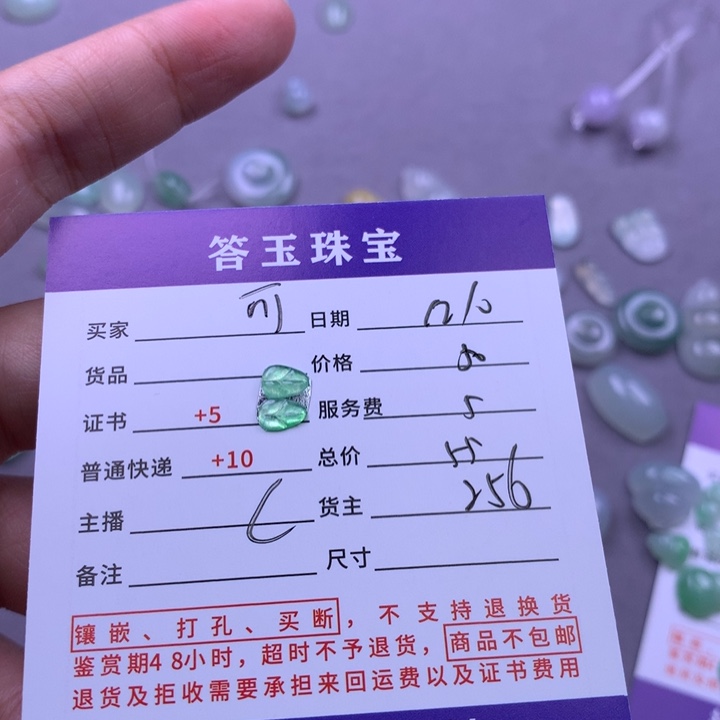 答玉珠宝
买家 可 日期
货品 价格
证书 +5 服务费 5
普通快递 +10 总价 55
主播 货主 256
备注 尺寸
镶嵌、打孔、买断，不支持退换货
鉴赏期48小时，超时不予退货，商品不包邮
退货及拒收需要承担来回运费以及证书费用